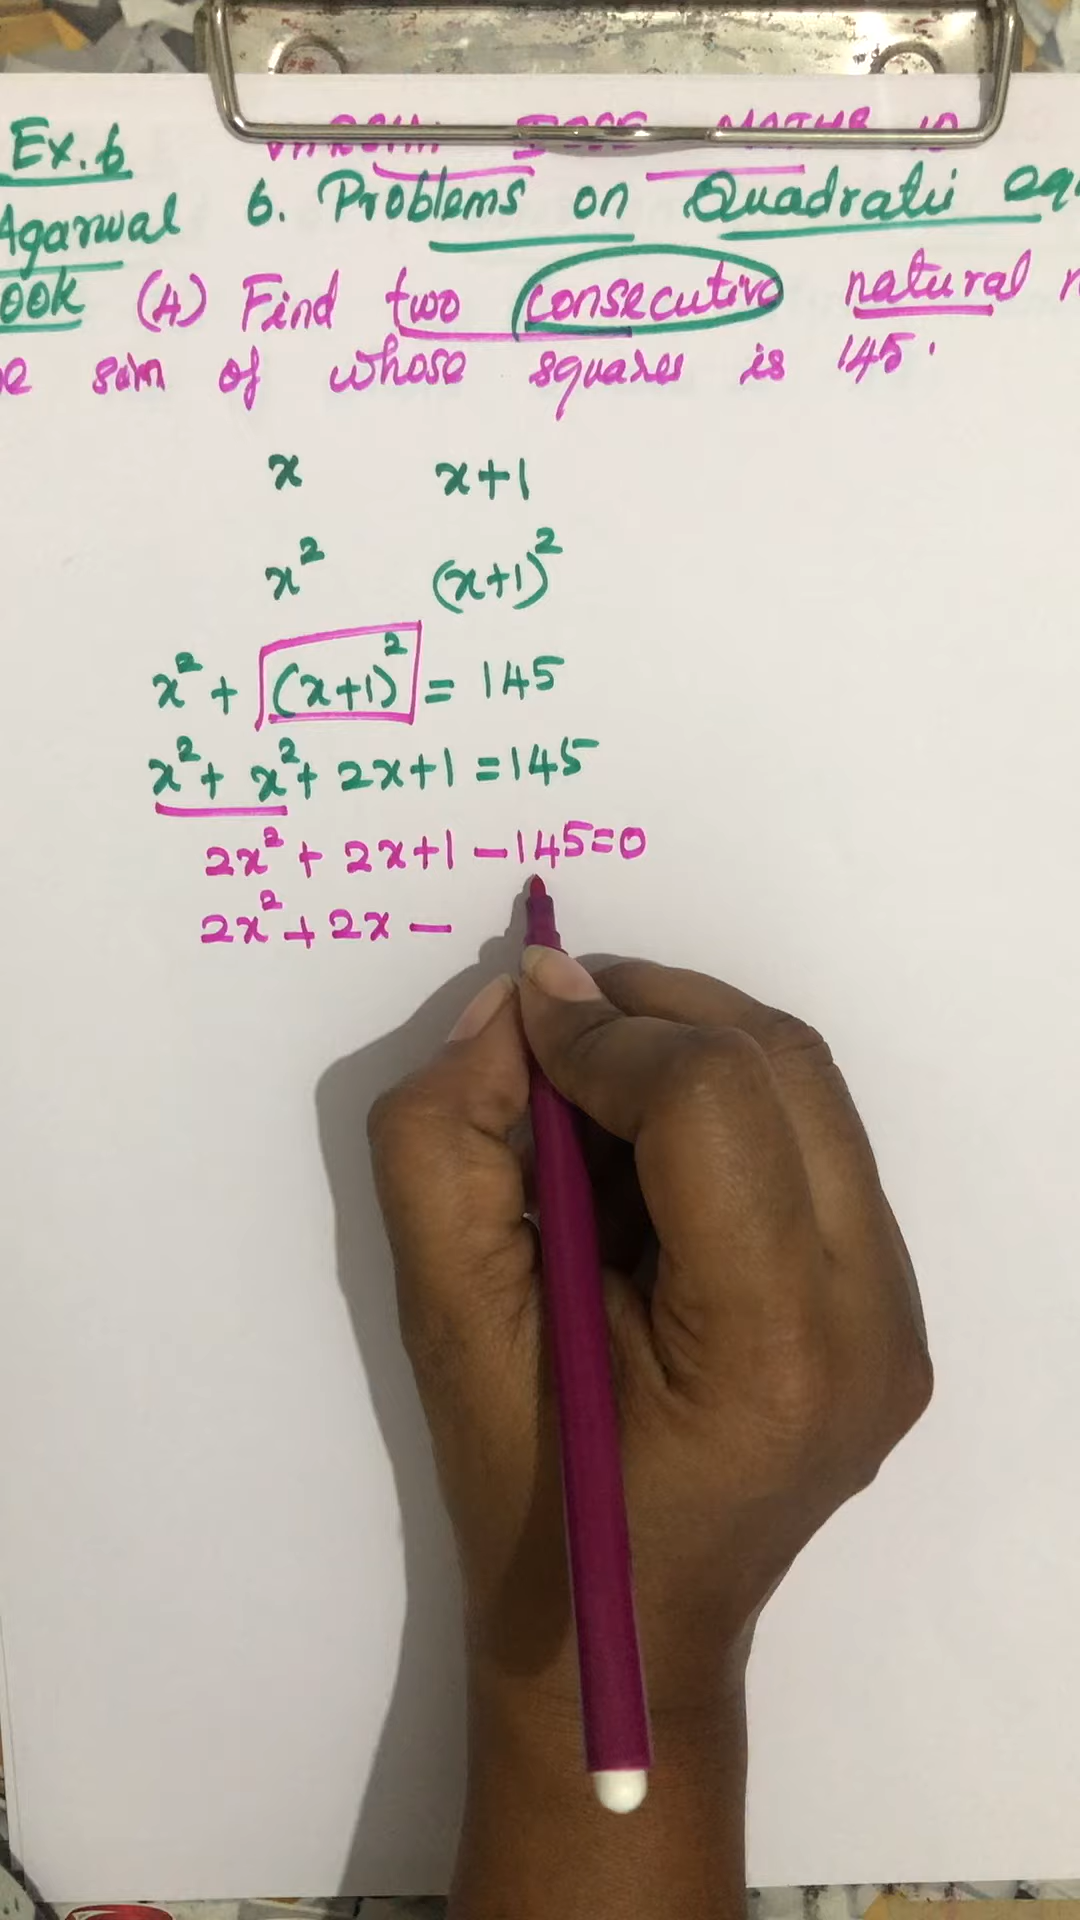 Ex.6
MATHS 10
Agarwal 6. Problems on Quadratic
ook (4) Find two consecutive natural
sum of whose squares is 145.
x x+1
x² (x+1)²
x² + (x+1)² = 145
x² + x² + 2x+1 = 145
2x² + 2x+1 - 145=0
2x² + 2x -